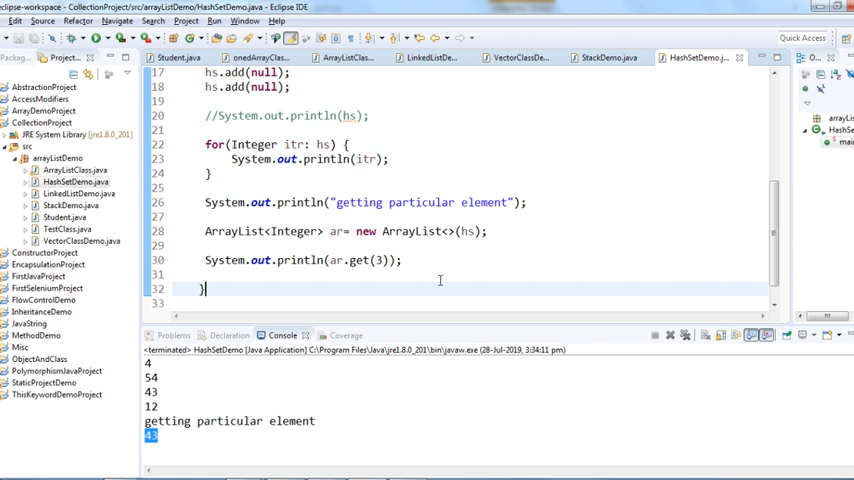 eclipse-workspace - CollectionProject/src/arrayListDemo/HashSetDemo.java - Eclipse IDE
Edit Source Refactor Navigate Search Project Run Window Help
Quick Access
Packag...
Project...
Student.java
onedArrayClas...
ArrayListClass...
LinkedListDe...
VectorClassDe...
StackDemo.java
HashSetDemo.j...
O...
AbstractionProject
AccessModifiers
ArrayDemoProject
CollectionProject
JRE System Library [jre1.8.0_201]
src
arrayListDemo
ArrayListClass.java
HashSetDemo.java
LinkedListDemo.java
StackDemo.java
Student.java
TestClass.java
VectorClassDemo.java
ConstructorProject
EncapsulationProject
FirstJavaProject
FirstSeleniumProject
FlowControlDemo
InheritanceDemo
JavaString
MethodDemo
Misc
ObjectAndClass
PolymorphismJavaProject
StaticProjectDemo
ThisKeywordDemoProject
17 hs.add(null);
18 hs.add(null);
19
20 //System.out.println(hs);
21
22 for(Integer itr: hs) {
23 System.out.println(itr);
24 }
25
26 System.out.println("getting particular element");
27
28 ArrayList<Integer> ar= new ArrayList<>(hs);
29
30 System.out.println(ar.get(3));
31
32 }
33
arrayLi
HashSe
main
Problems Declaration Console Coverage
<terminated> HashSetDemo [Java Application] C:\Program Files\Java\jre1.8.0_201\bin\javaw.exe (28-Jul-2019, 3:34:11 pm)
4
54
43
12
getting particular element
43